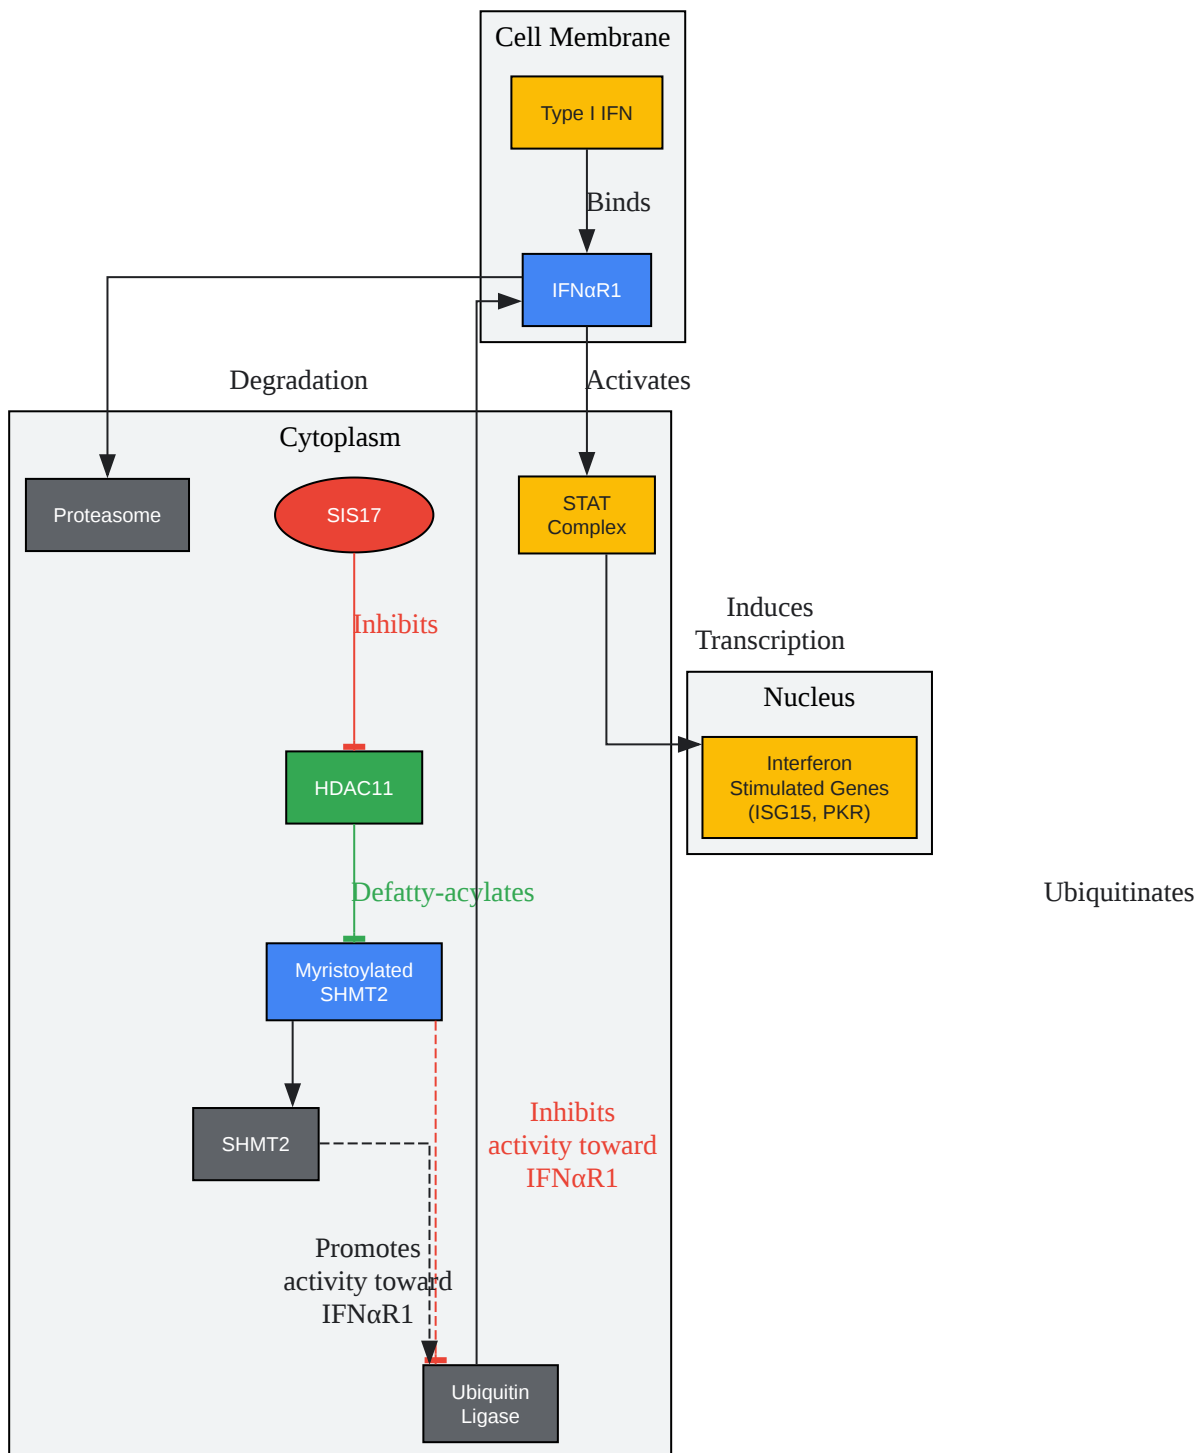 Cell Membrane
Type I IFN
Binds
IFNαR1
Degradation
Activates
Cytoplasm
Proteasome
SIS17
STAT
Complex
Inhibits
Induces
Transcription
Nucleus
Interferon
Stimulated Genes
(ISG15, PKR)
HDAC11
Defatty-acylates
Ubiquitinates
Myristoylated
SHMT2
SHMT2
Inhibits
activity toward
IFNαR1
Promotes
activity toward
IFNαR1
Ubiquitin
Ligase